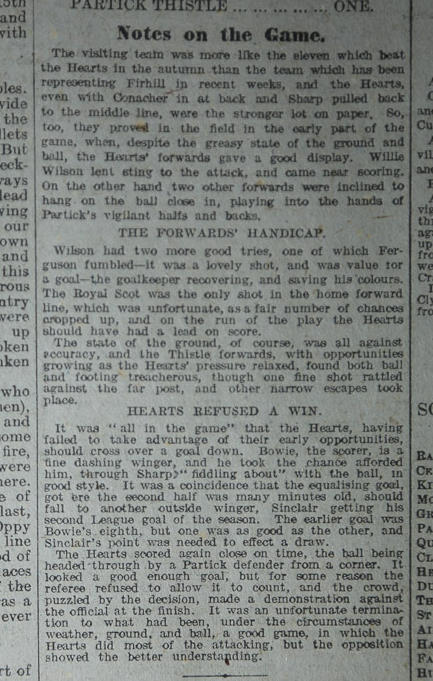 PARTICK THISTLE ... ... ... ... ... ONE.
Notes on the Game.
The visiting team was more like the eleven which beat
the Hearts in the autumn than the team which has been
representing Firhill in recent weeks, and the Hearts,
even with Conacher in at back and Sharp pulled back
to the middle line, were the stronger lot on paper. So,
too, they proved in the field in the early part of the
game, when, despite the greasy state of the ground and
ball, the Hearts' forwards gave a good display. Willie
Wilson lent sting to the attack, and came near scoring.
On the other hand two other forwards were inclined to
hang on the ball close in, playing into the hands of
Partick's vigilant halfs and backs.
THE FORWARDS' HANDICAP.
Wilson had two more good tries, one of which Fer-
guson fumbled—it was a lovely shot, and was value for
a goal—the goalkeeper recovering, and saving his colours.
The Royal Scot was the only shot in the home forward
line, which was unfortunate, as a fair number of chances
cropped up, and on the run of the play the Hearts
should have had a lead on score.
The state of the ground, of course, was all against
accuracy, and the Thistle forwards, with opportunities
growing as the Hearts' pressure relaxed, found both ball
and footing treacherous, though one fine shot rattled
against the far post, and other narrow escapes took
place.
HEARTS REFUSED A WIN.
It was "all in the game" that the Hearts, having
failed to take advantage of their early opportunities,
should cross over a goal down. Bowie, the scorer, is a
fine dashing winger, and he took the chance afforded
him, through Sharp "fiddling about" with the ball, in
good style. It was a coincidence that the equalising goal,
got ere the second half was many minutes old, should
fall to another outside winger, Sinclair getting his
second League goal of the season. The earlier goal was
Bowie's eighth, but one was as good as the other, and
Sinclair's point was needed to effect a draw.
The Hearts scored again close on time, the ball being
headed through by a Partick defender from a corner. It
looked a good enough goal, but for some reason the
referee refused to allow it to count, and the crowd,
puzzled by the decision, made a demonstration against
the official at the finish. It was an unfortunate termina-
tion to what had been, under the circumstances of
weather, ground, and ball, a good game, in which the
Hearts did most of the attacking, but the opposition
showed the better understanding.